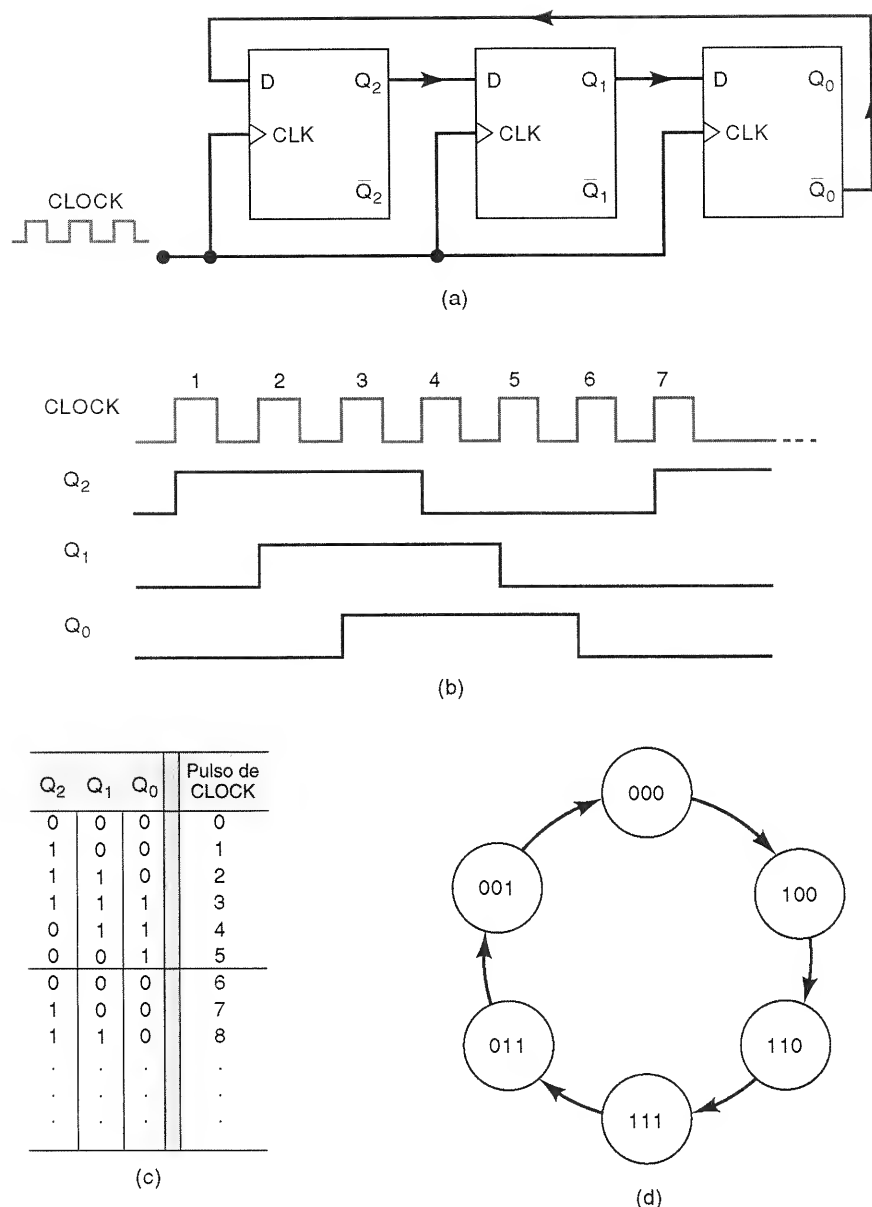 D Q₂ D Q₁ D Q₀
CLK CLK CLK
Q̅₂ Q̅₁ Q̅₀
CLOCK
(a)
1 2 3 4 5 6 7
CLOCK
Q₂
Q₁
Q₀
(b)
Q₂ Q₁ Q₀ Pulso de
CLOCK
0 0 0 0
1 0 0 1
1 1 0 2
1 1 1 3
0 1 1 4
0 0 1 5
0 0 0 6
1 0 0 7
1 1 0 8
. . . .
. . . .
. . . .
(c)
000
100
110
111
011
001
(d)